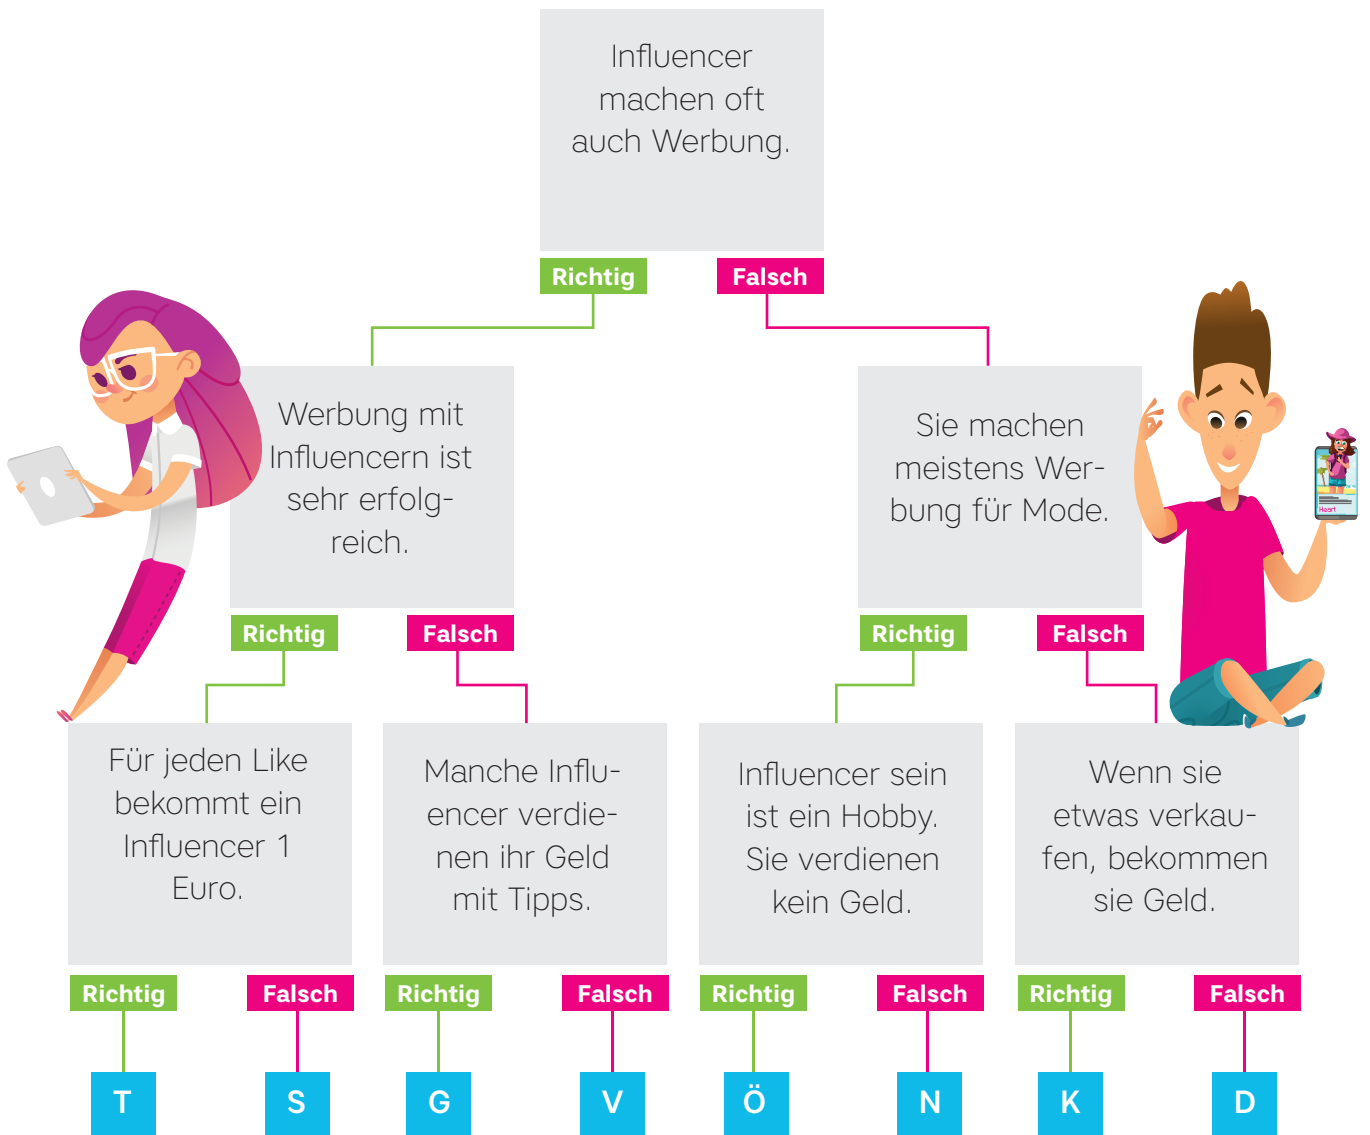 Influencer
machen oft
auch Werbung.
Richtig
Falsch
Werbung mit
Influencern ist
sehr erfolg-
reich.
Sie machen
meistens Wer-
bung für Mode.
Heart
Richtig
Falsch
Richtig
Falsch
Für jeden Like
bekommt ein
Influencer 1
Euro.
Manche Influ-
encer verdie-
nen ihr Geld
mit Tipps.
Influencer sein
ist ein Hobby.
Sie verdienen
kein Geld.
Wenn sie
etwas verkau-
fen, bekommen
sie Geld.
Richtig
Falsch
Richtig
Falsch
Richtig
Falsch
Richtig
Falsch
T
S
G
V
Ö
N
K
D